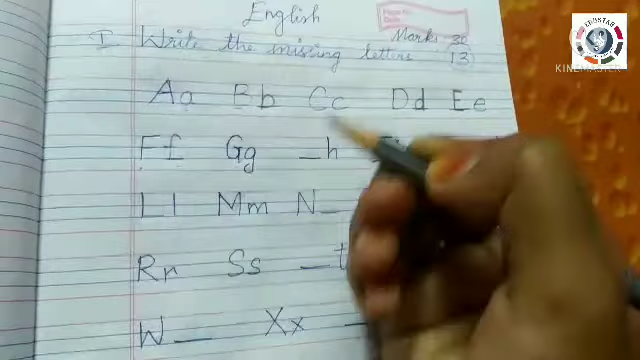 English
Marks 30
I Write the missing letters (13)
Aa Bb Cc Dd Ee
Ff Gg _h
Ll Mm N_
Rr Ss _t
W_ Xx _
KINEMASTER